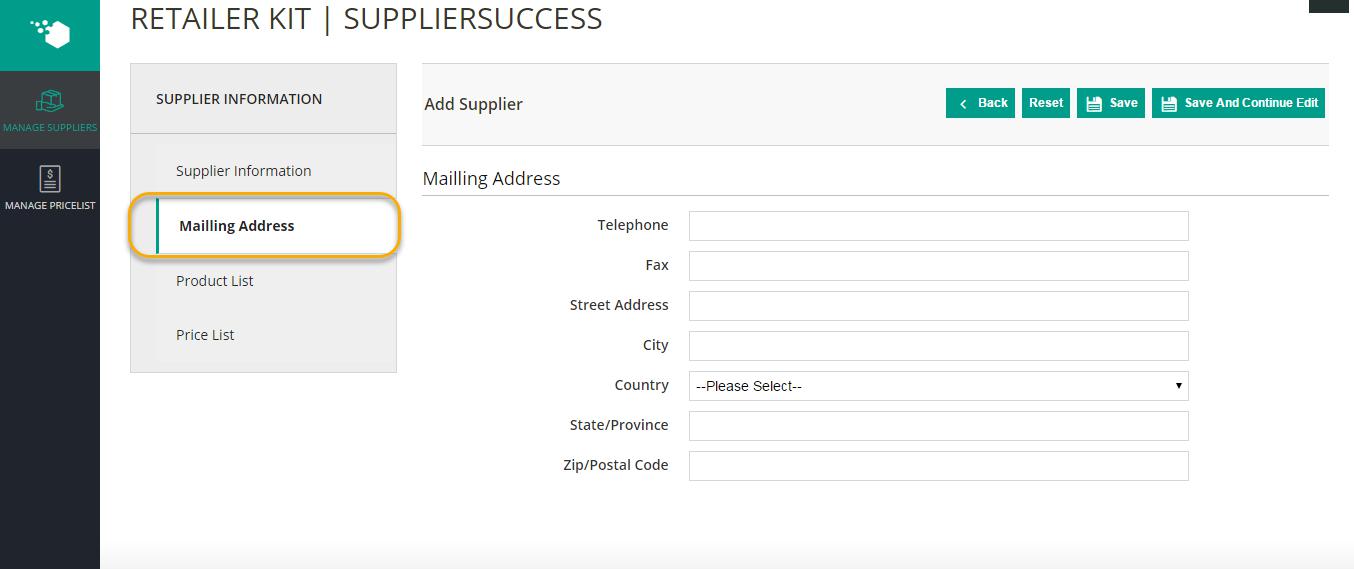 RETAILER KIT | SUPPLIERSUCCESS
MANAGE SUPPLIERS
MANAGE PRICELIST
SUPPLIER INFORMATION
Supplier Information
Mailling Address
Product List
Price List
Add Supplier
Back
Reset
Save
Save And Continue Edit
Mailling Address
Telephone
Fax
Street Address
City
Country
--Please Select--
State/Province
Zip/Postal Code